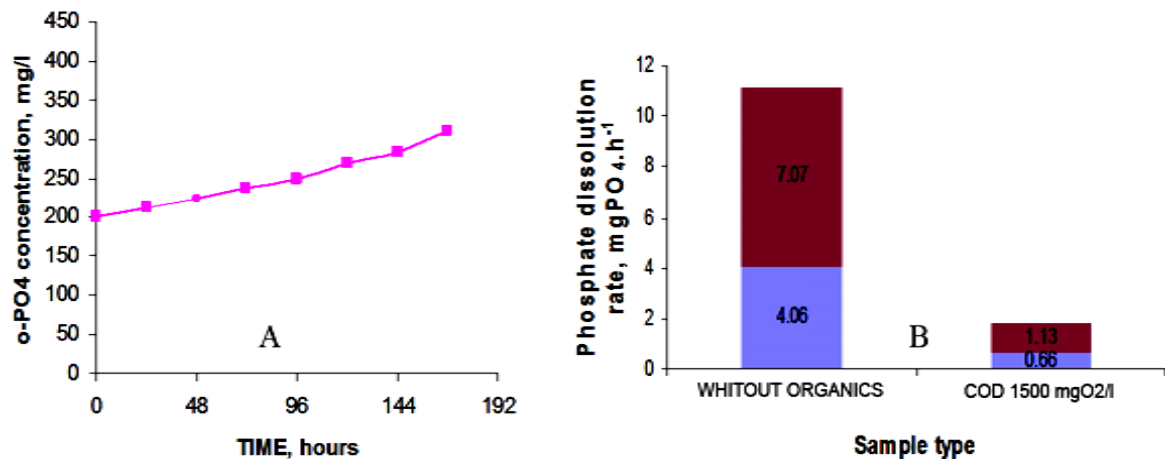 o-PO4 concentration, mg/l
450
400
350
300
250
200
150
100
50
0
A
0 48 96 144 192
TIME, hours
Phosphate dissolution
rate, mgPO₄.h⁻¹
12
10
8
6
4
2
0
7.07
4.06
B
1.13
0.66
WHITOUT ORGANICS
COD 1500 mgO2/l
Sample type